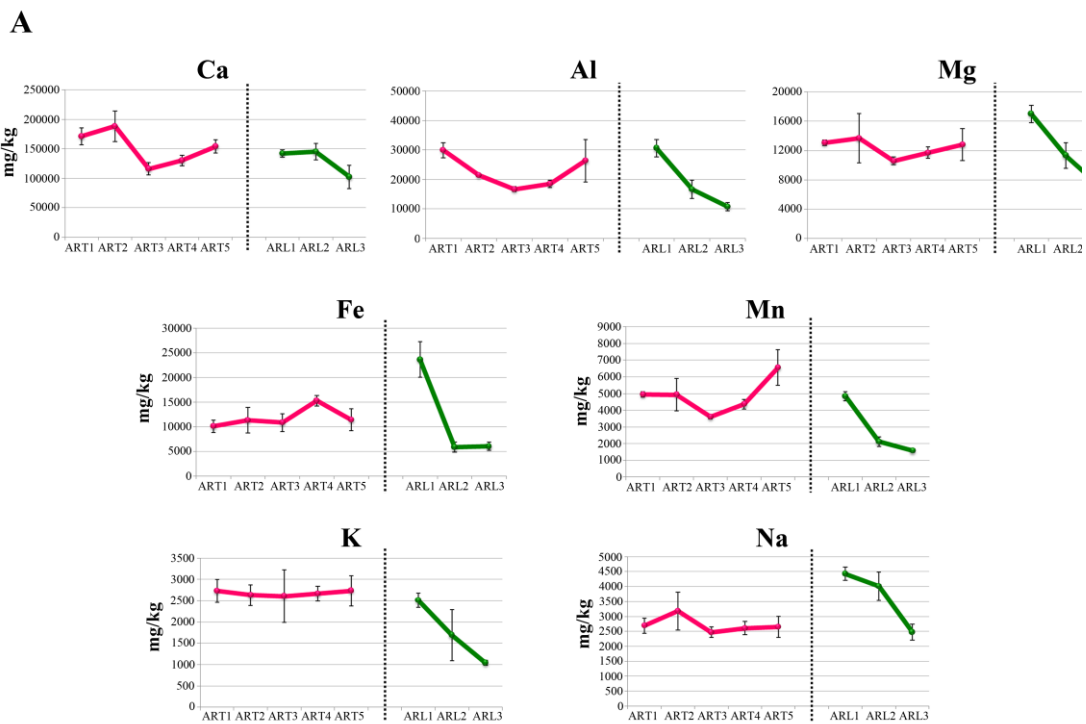 A
Ca
Al
Mg
mg/kg
250000
200000
150000
100000
50000
0
ART1 ART2 ART3 ART4 ART5 ARL1 ARL2 ARL3
50000
40000
30000
20000
10000
0
ART1 ART2 ART3 ART4 ART5 ARL1 ARL2 ARL3
20000
16000
12000
8000
4000
0
ART1 ART2 ART3 ART4 ART5 ARL1 ARL2
Fe
Mn
mg/kg
30000
25000
20000
15000
10000
5000
0
ART1 ART2 ART3 ART4 ART5 ARL1 ARL2 ARL3
mg/kg
9000
8000
7000
6000
5000
4000
3000
2000
1000
0
ART1 ART2 ART3 ART4 ART5 ARL1 ARL2 ARL3
K
Na
mg/kg
3500
3000
2500
2000
1500
1000
500
0
ART1 ART2 ART3 ART4 ART5 ARL1 ARL2 ARL3
mg/kg
5000
4500
4000
3500
3000
2500
2000
1500
1000
500
0
ART1 ART2 ART3 ART4 ART5 ARL1 ARL2 ARL3